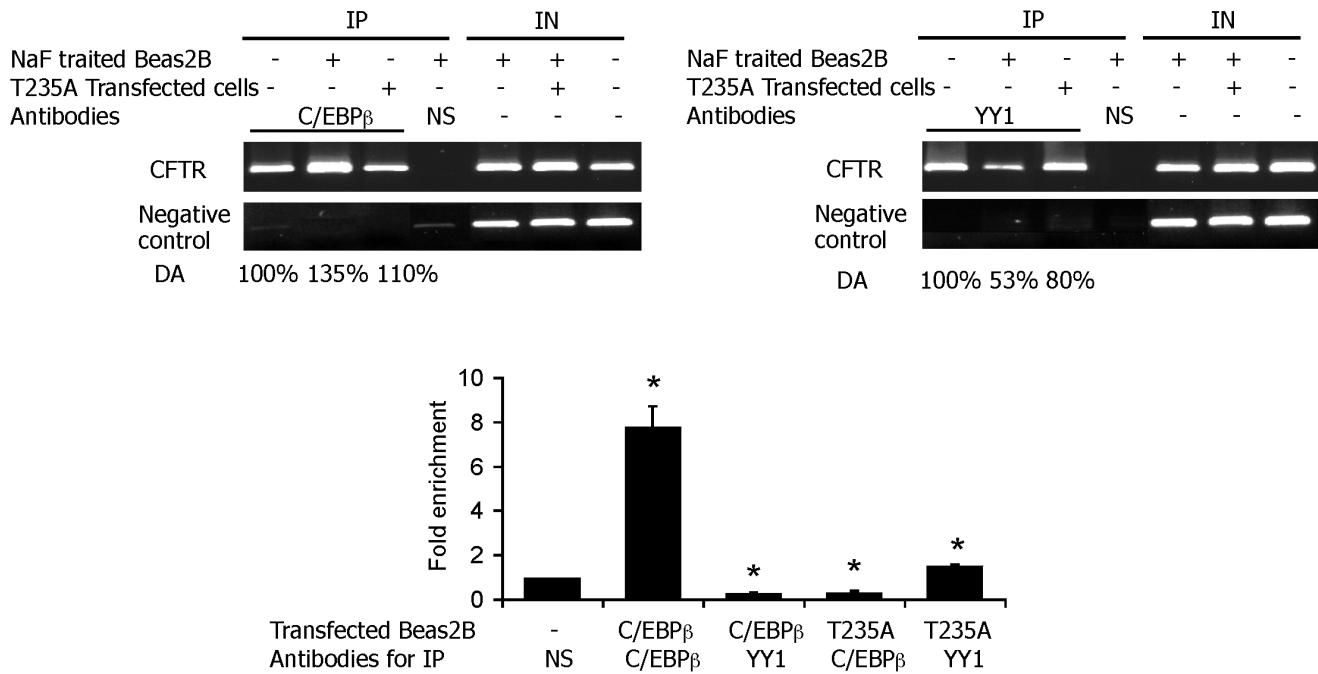 IP IN
NaF traited Beas2B - + - + + + -
T235A Transfected cells - - + - + -
Antibodies C/EBPβ NS - - -
CFTR
Negative
control
DA 100% 135% 110%
IP IN
NaF traited Beas2B - + - + + + -
T235A Transfected cells - - + - + -
Antibodies YY1 NS - - -
CFTR
Negative
control
DA 100% 53% 80%
Fold enrichment
10
8
6
4
2
0
* * * *
Transfected Beas2B - C/EBPβ C/EBPβ T235A T235A
Antibodies for IP NS C/EBPβ YY1 C/EBPβ YY1